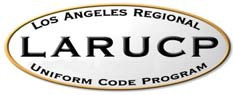 LOS ANGELES REGIONAL
LARUCP
UNIFORM CODE PROGRAM